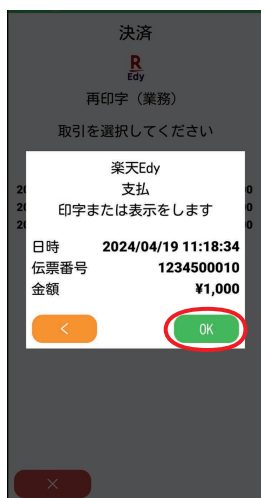 決済
R
Edy
再印字（業務）
取引を選択してください
楽天Edy
支払
印字または表示をします
日時 2024/04/19 11:18:34
伝票番号 1234500010
金額 ¥1,000
< OK
×